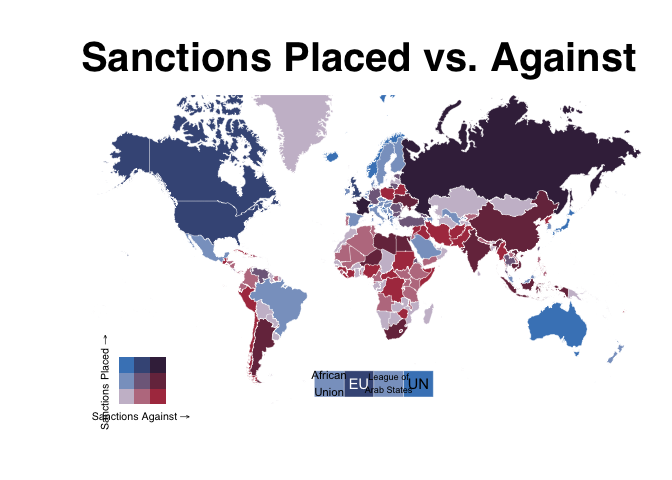 Sanctions Placed vs. Against
Sanctions Placed →
Sanctions Against →
African
Union
EU
League of
Arab States
UN